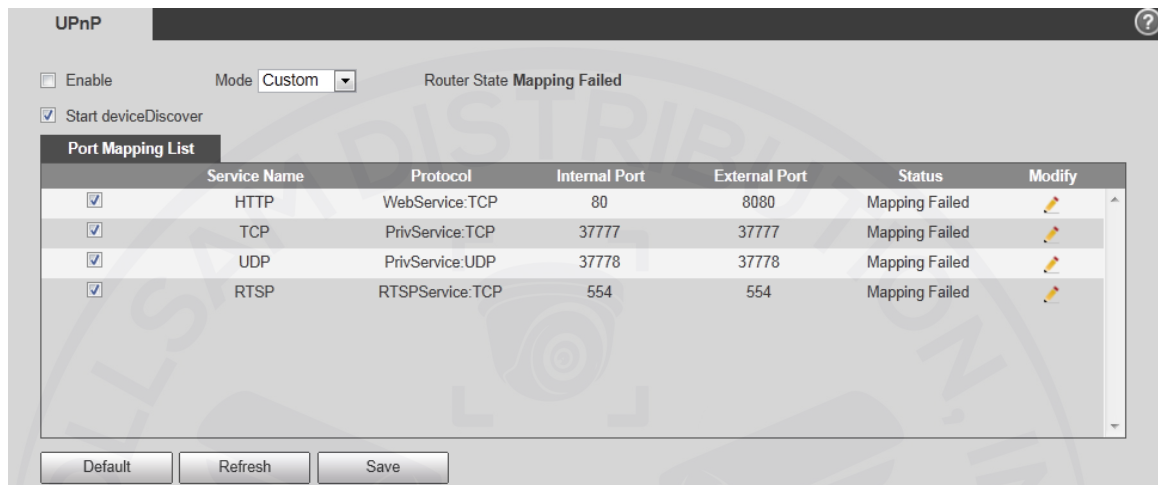 UPnP
?
Enable Mode Custom Router State Mapping Failed
Start deviceDiscover
Port Mapping List
Service Name Protocol Internal Port External Port Status Modify
HTTP WebService:TCP 80 8080 Mapping Failed
TCP PrivService:TCP 37777 37777 Mapping Failed
UDP PrivService:UDP 37778 37778 Mapping Failed
RTSP RTSPService:TCP 554 554 Mapping Failed
Default Refresh Save